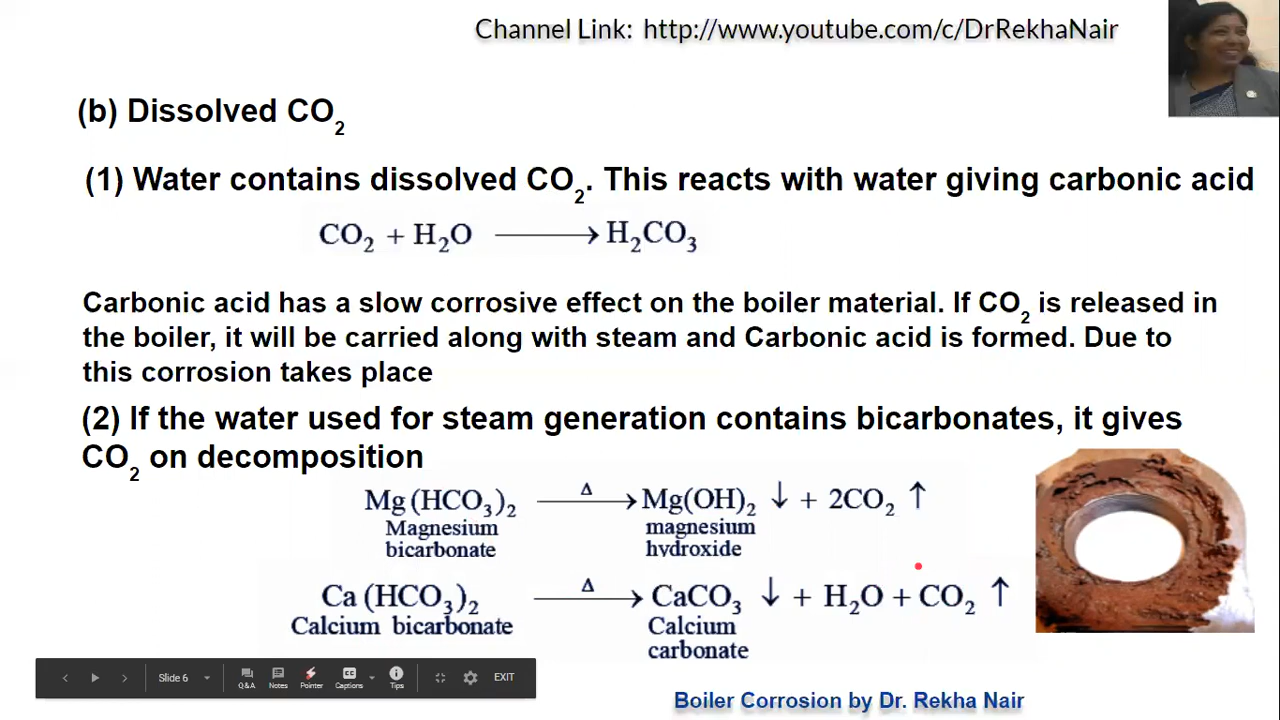 Channel Link: http://www.youtube.com/c/DrRekhaNair
(b) Dissolved CO₂
(1) Water contains dissolved CO₂. This reacts with water giving carbonic acid
CO₂ + H₂O ⟶ H₂CO₃
Carbonic acid has a slow corrosive effect on the boiler material. If CO₂ is released in
the boiler, it will be carried along with steam and Carbonic acid is formed. Due to
this corrosion takes place
(2) If the water used for steam generation contains bicarbonates, it gives
CO₂ on decomposition
Mg (HCO₃)₂ —Δ→ Mg(OH)₂ ↓ + 2CO₂ ↑
Magnesium magnesium
bicarbonate hydroxide
Ca (HCO₃)₂ —Δ→ CaCO₃ ↓ + H₂O + CO₂ ↑
Calcium bicarbonate Calcium
carbonate
Slide 6 Q&A Notes Pointer Captions Tips EXIT
Boiler Corrosion by Dr. Rekha Nair